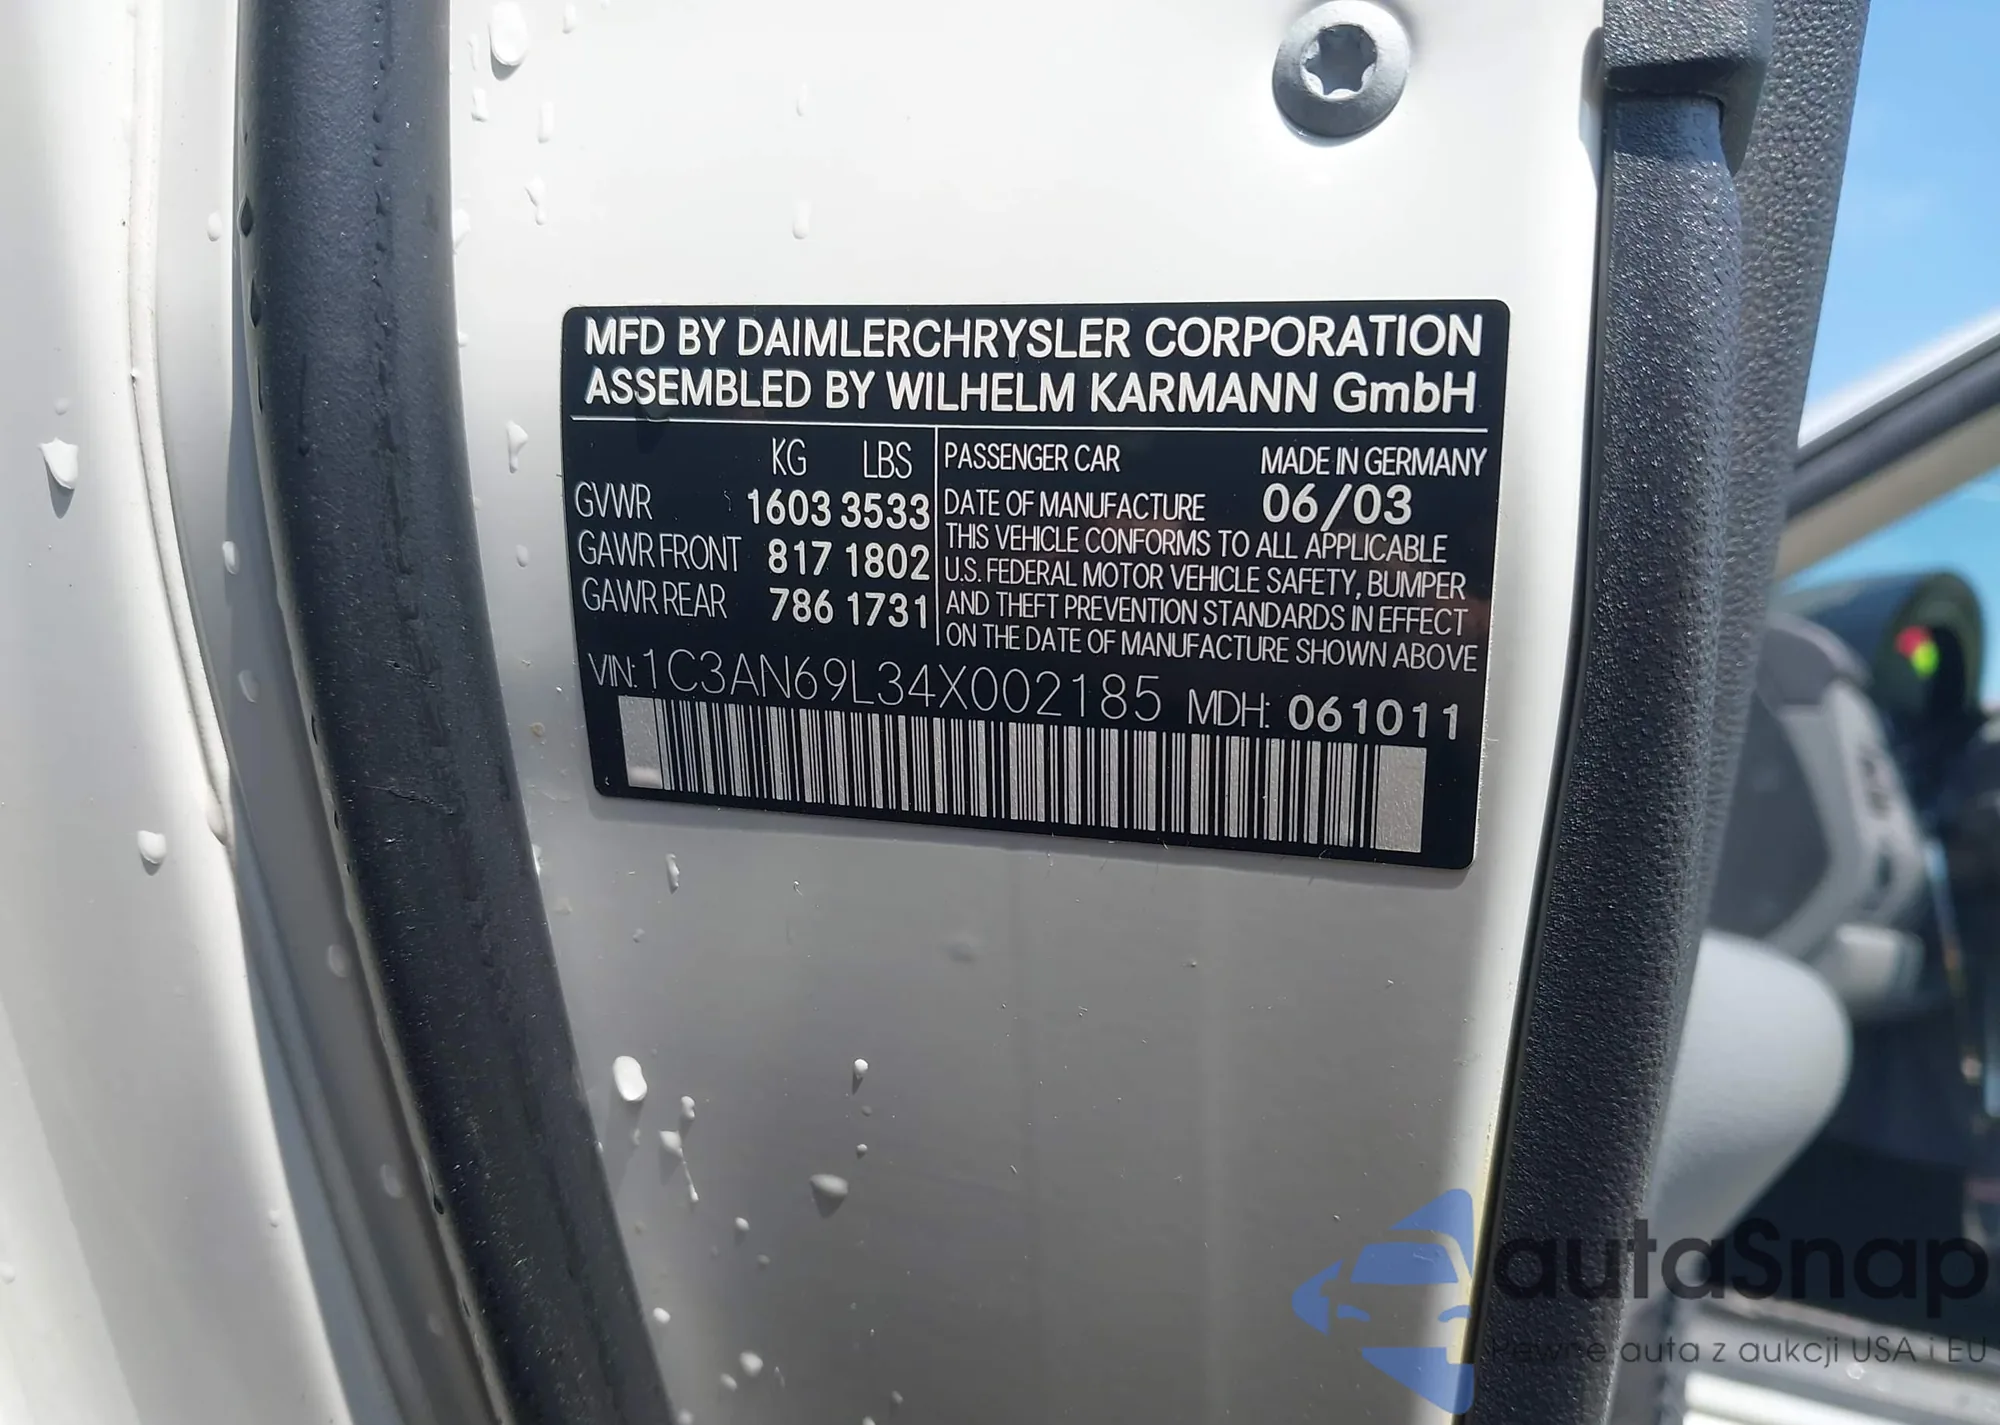 MFD BY DAIMLERCHRYSLER CORPORATION
ASSEMBLED BY WILHELM KARMANN GmbH
KG LBS
GVWR 1603 3533
GAWR FRONT 817 1802
GAWR REAR 786 1731
PASSENGER CAR MADE IN GERMANY
DATE OF MANUFACTURE 06/03
THIS VEHICLE CONFORMS TO ALL APPLICABLE
U.S. FEDERAL MOTOR VEHICLE SAFETY, BUMPER
AND THEFT PREVENTION STANDARDS IN EFFECT
ON THE DATE OF MANUFACTURE SHOWN ABOVE
VIN: 1C3AN69L34X002185 MDH: 061011
autaSnap
Pewne auta z aukcji USA i EU